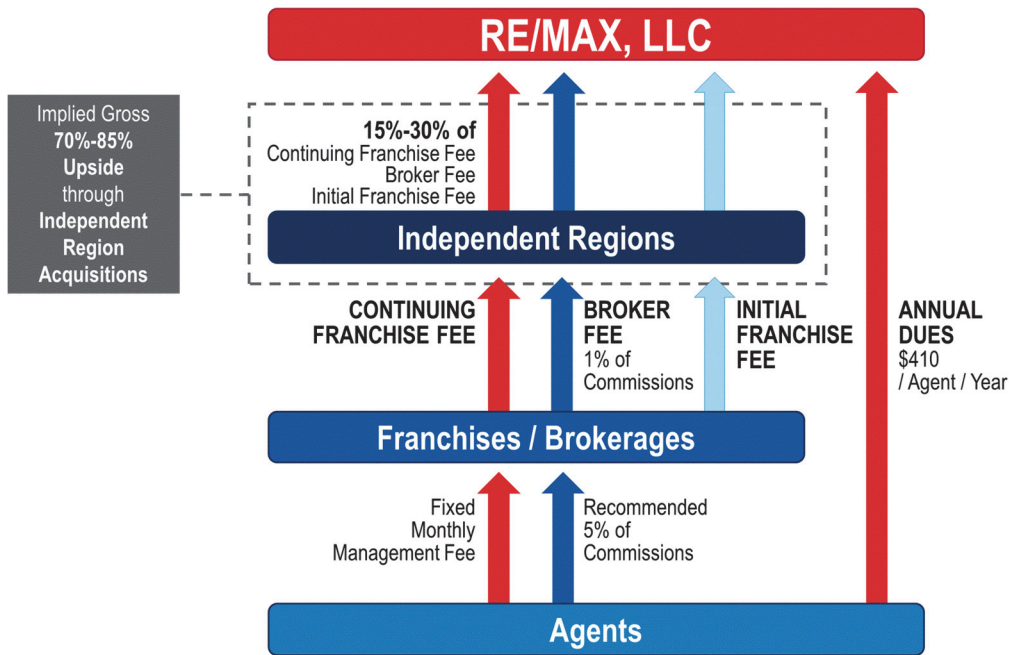 RE/MAX, LLC
Implied Gross
70%-85%
Upside
through
Independent
Region
Acquisitions
15%-30% of
Continuing Franchise Fee
Broker Fee
Initial Franchise Fee
Independent Regions
CONTINUING
FRANCHISE FEE
BROKER
FEE
1% of
Commissions
INITIAL
FRANCHISE
FEE
ANNUAL
DUES
$410
/ Agent / Year
Franchises / Brokerages
Fixed
Monthly
Management Fee
Recommended
5% of
Commissions
Agents